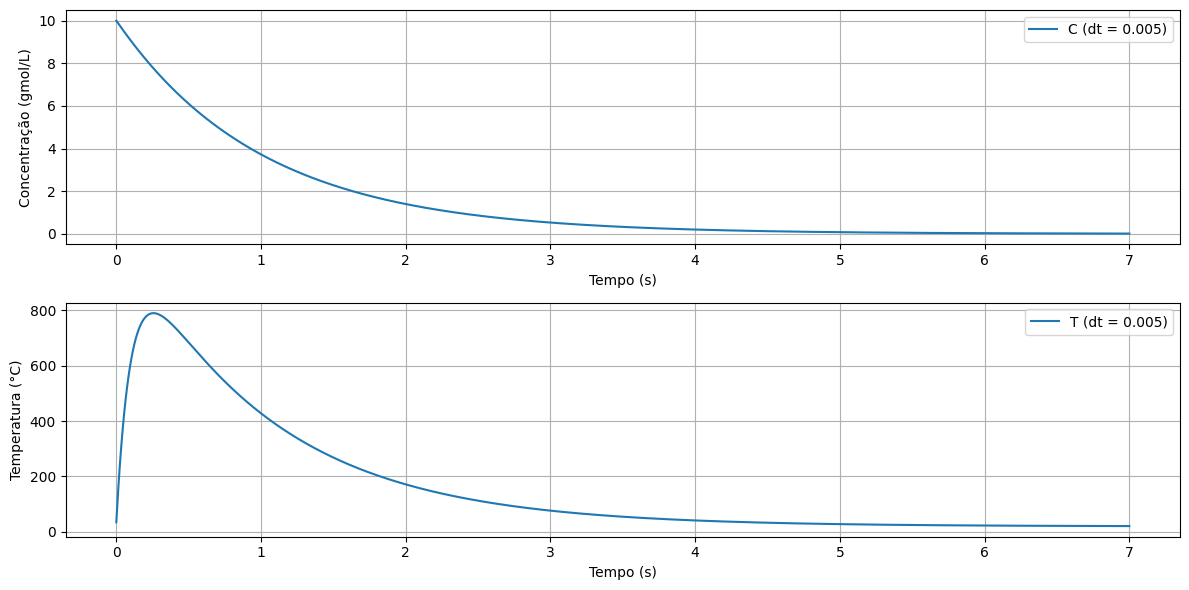 10
8
6
4
2
0
Concentração (gmol/L)
C (dt = 0.005)
0 1 2 3 4 5 6 7
Tempo (s)
800
600
400
200
0
Temperatura (°C)
T (dt = 0.005)
0 1 2 3 4 5 6 7
Tempo (s)